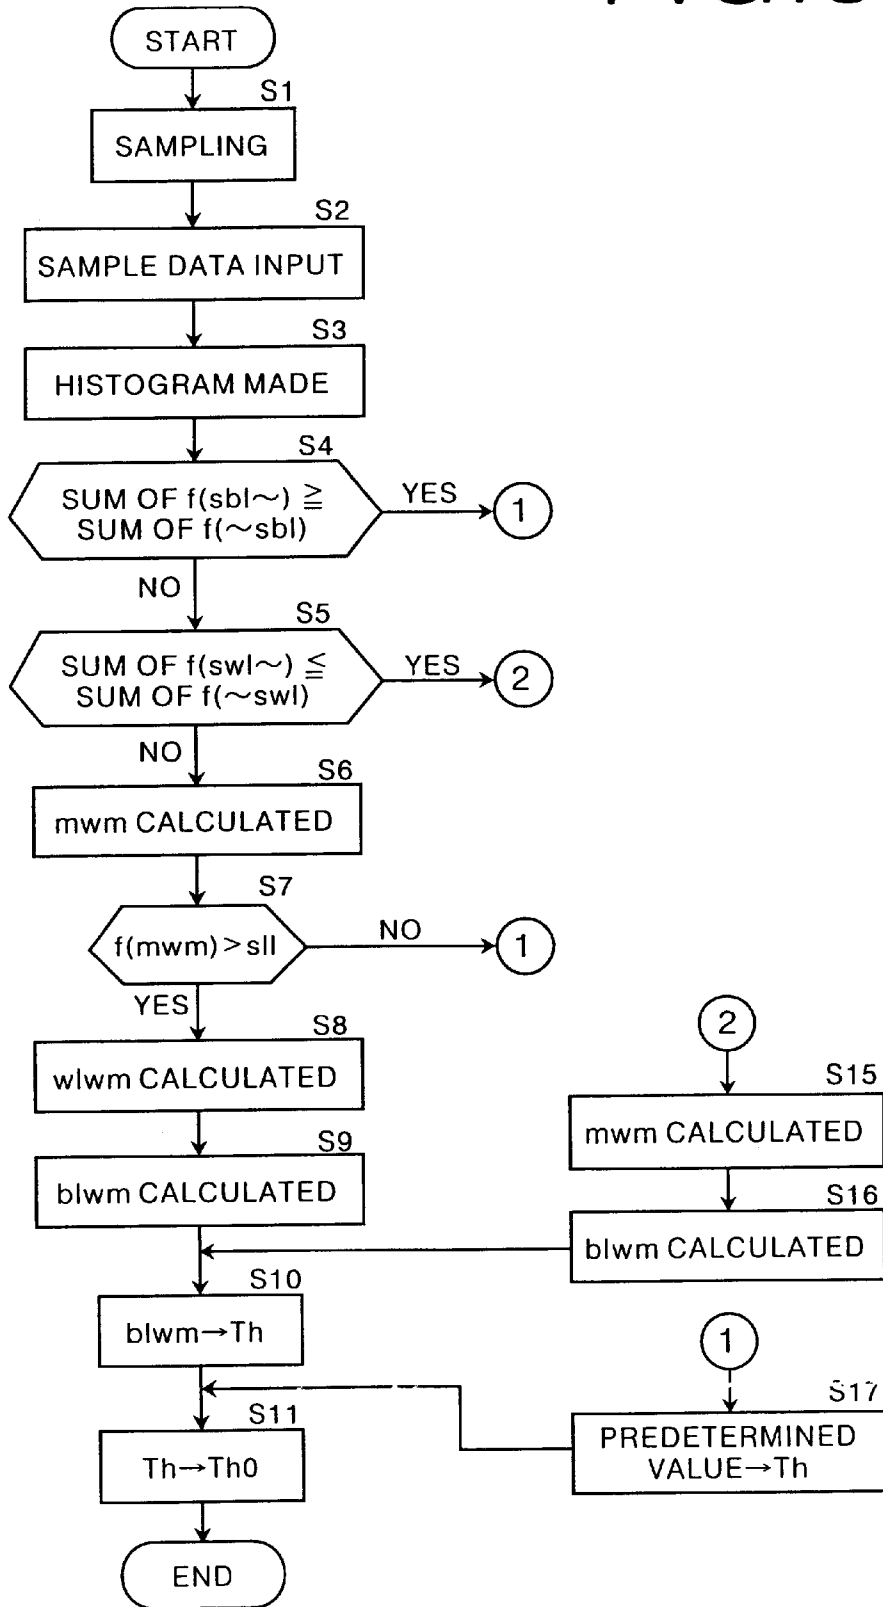 START
S1
SAMPLING
S2
SAMPLE DATA INPUT
S3
HISTOGRAM MADE
S4
SUM OF f(sbl~) ≧
SUM OF f(~sbl)
YES
1
NO
S5
SUM OF f(swl~) ≦
SUM OF f(~swl)
YES
2
NO
S6
mwm CALCULATED
S7
f(mwm) > sll
NO
1
YES
S8
wlwm CALCULATED
S9
blwm CALCULATED
2
S15
mwm CALCULATED
S16
blwm CALCULATED
S10
blwm→Th
1
S17
PREDETERMINED
VALUE→Th
S11
Th→Th0
END